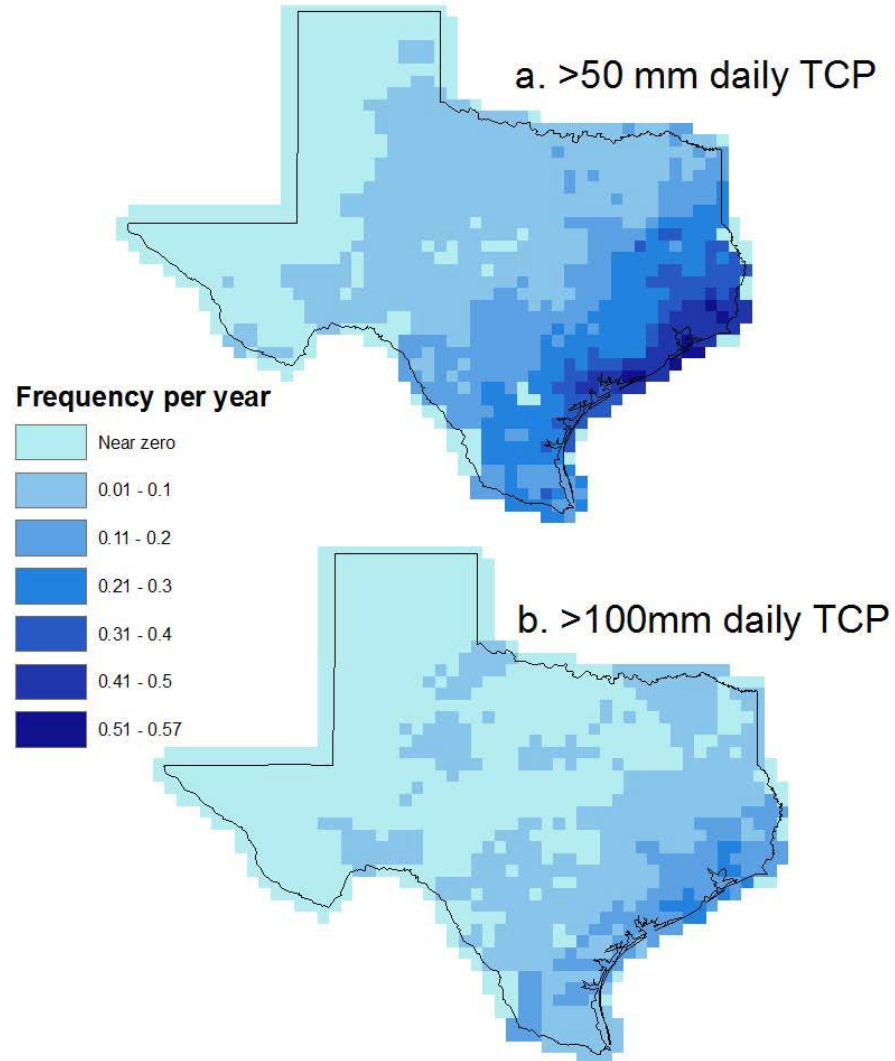 a. >50 mm daily TCP
Frequency per year
Near zero
0.01 - 0.1
0.11 - 0.2
0.21 - 0.3
0.31 - 0.4
0.41 - 0.5
0.51 - 0.57
b. >100mm daily TCP